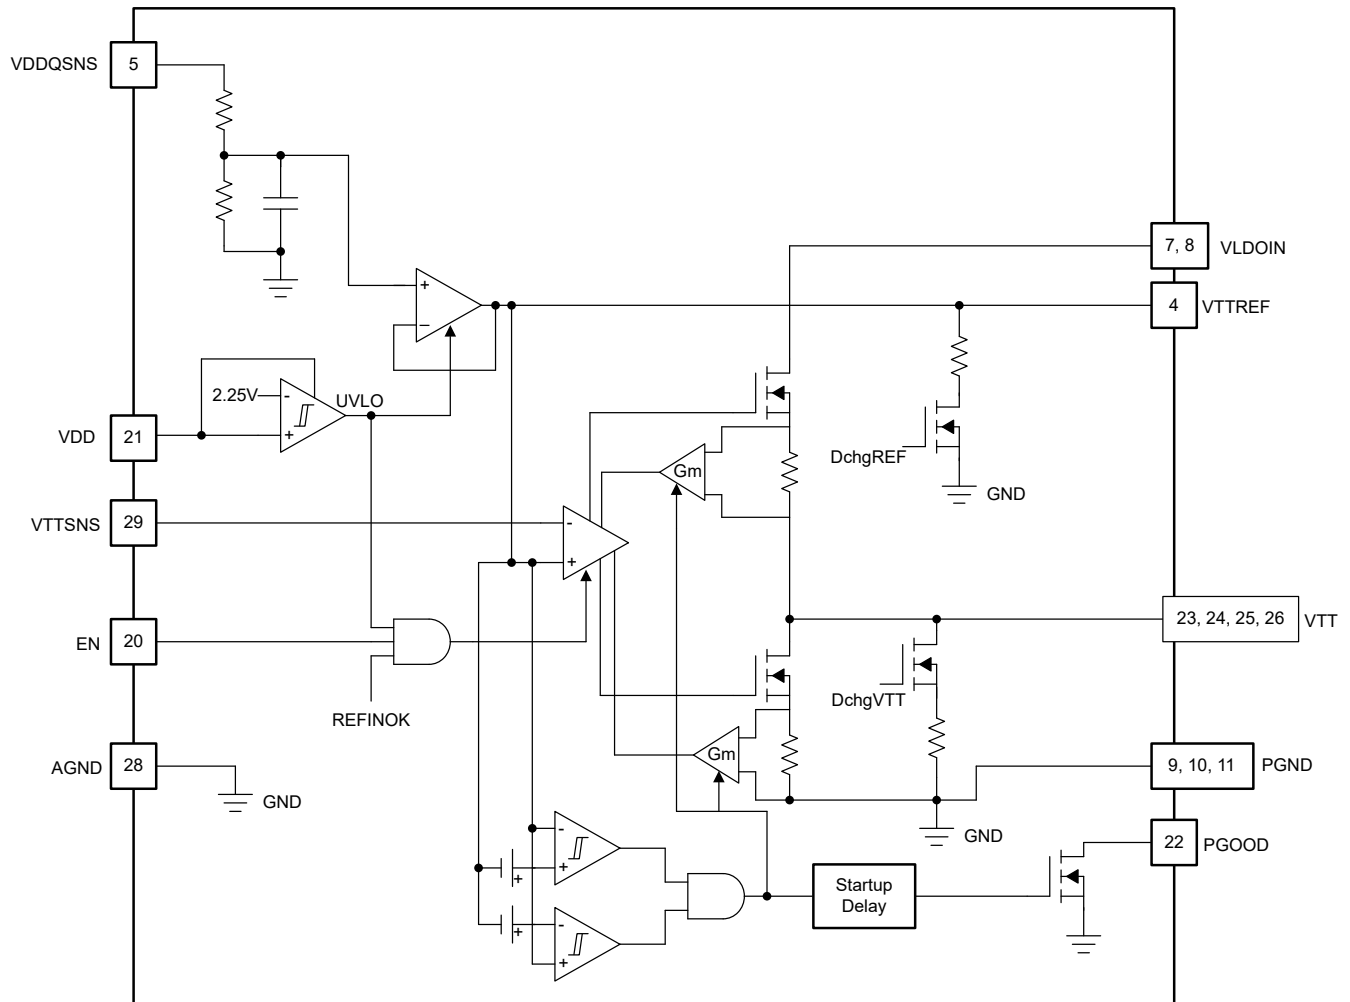 VDDQSNS
5
7, 8
VLDOIN
+
−
4
VTTREF
2.25V
-
+
UVLO
VDD
21
DchgREF
Gm
GND
VTTSNS
29
-
+
23, 24, 25, 26
VTT
EN
20
DchgVTT
REFINOK
Gm
AGND
28
GND
9, 10, 11
PGND
GND
22
PGOOD
-
+
+
Startup
Delay
-
+
+